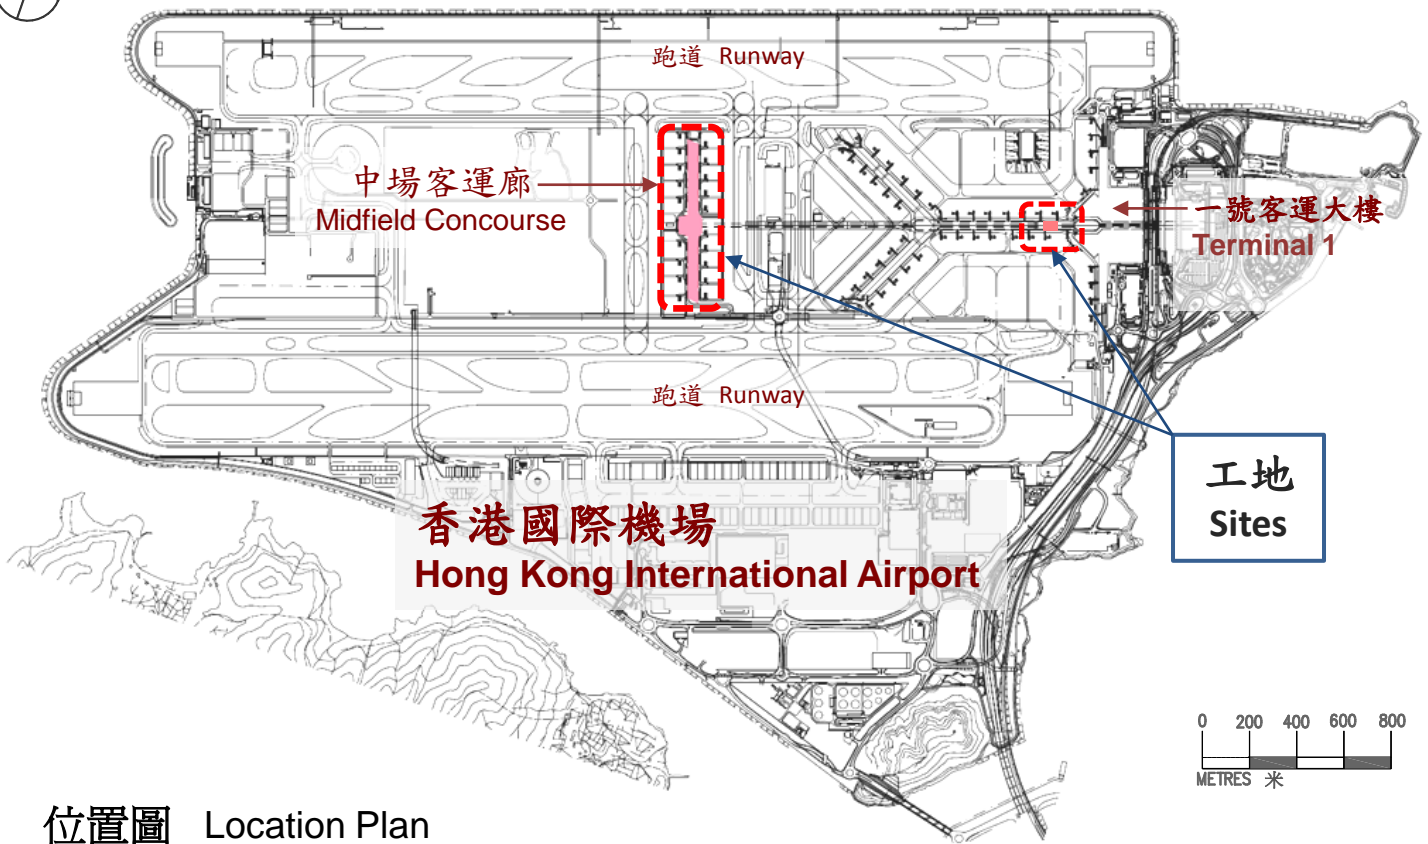 跑道 Runway
中場客運廊
Midfield Concourse
一號客運大樓
Terminal 1
跑道 Runway
工地
Sites
香港國際機場
Hong Kong International Airport
0 200 400 600 800
METRES 米
位置圖 Location Plan